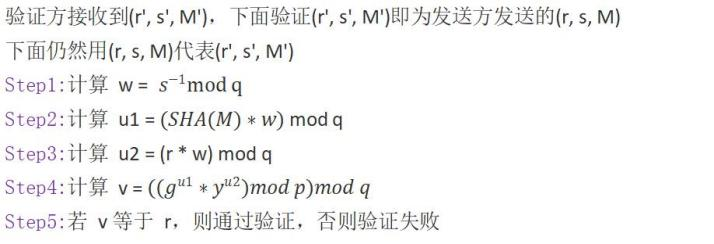 验证方接收到(r', s', M')，下面验证(r', s', M')即为发送方发送的(r, s, M)
下面仍然用(r, s, M)代表(r', s', M')
Step1:计算 w = s⁻¹mod q
Step2:计算 u1 = (SHA(M) ∗ w) mod q
Step3:计算 u2 = (r * w) mod q
Step4:计算 v = ((g^{u1} ∗ y^{u2})mod p)mod q
Step5:若 v 等于 r，则通过验证，否则验证失败